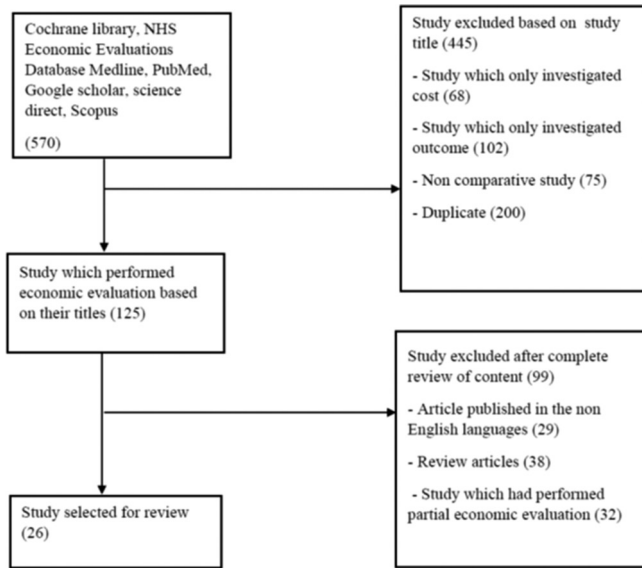 Cochrane library, NHS
Economic Evaluations
Database Medline, PubMed,
Google scholar, science
direct, Scopus
(570)
Study excluded based on study
title (445)
- Study which only investigated
cost (68)
- Study which only investigated
outcome (102)
- Non comparative study (75)
- Duplicate (200)
Study which performed
economic evaluation based
on their titles (125)
Study excluded after complete
review of content (99)
- Article published in the non
English languages (29)
- Review articles (38)
- Study which had performed
partial economic evaluation (32)
Study selected for review
(26)